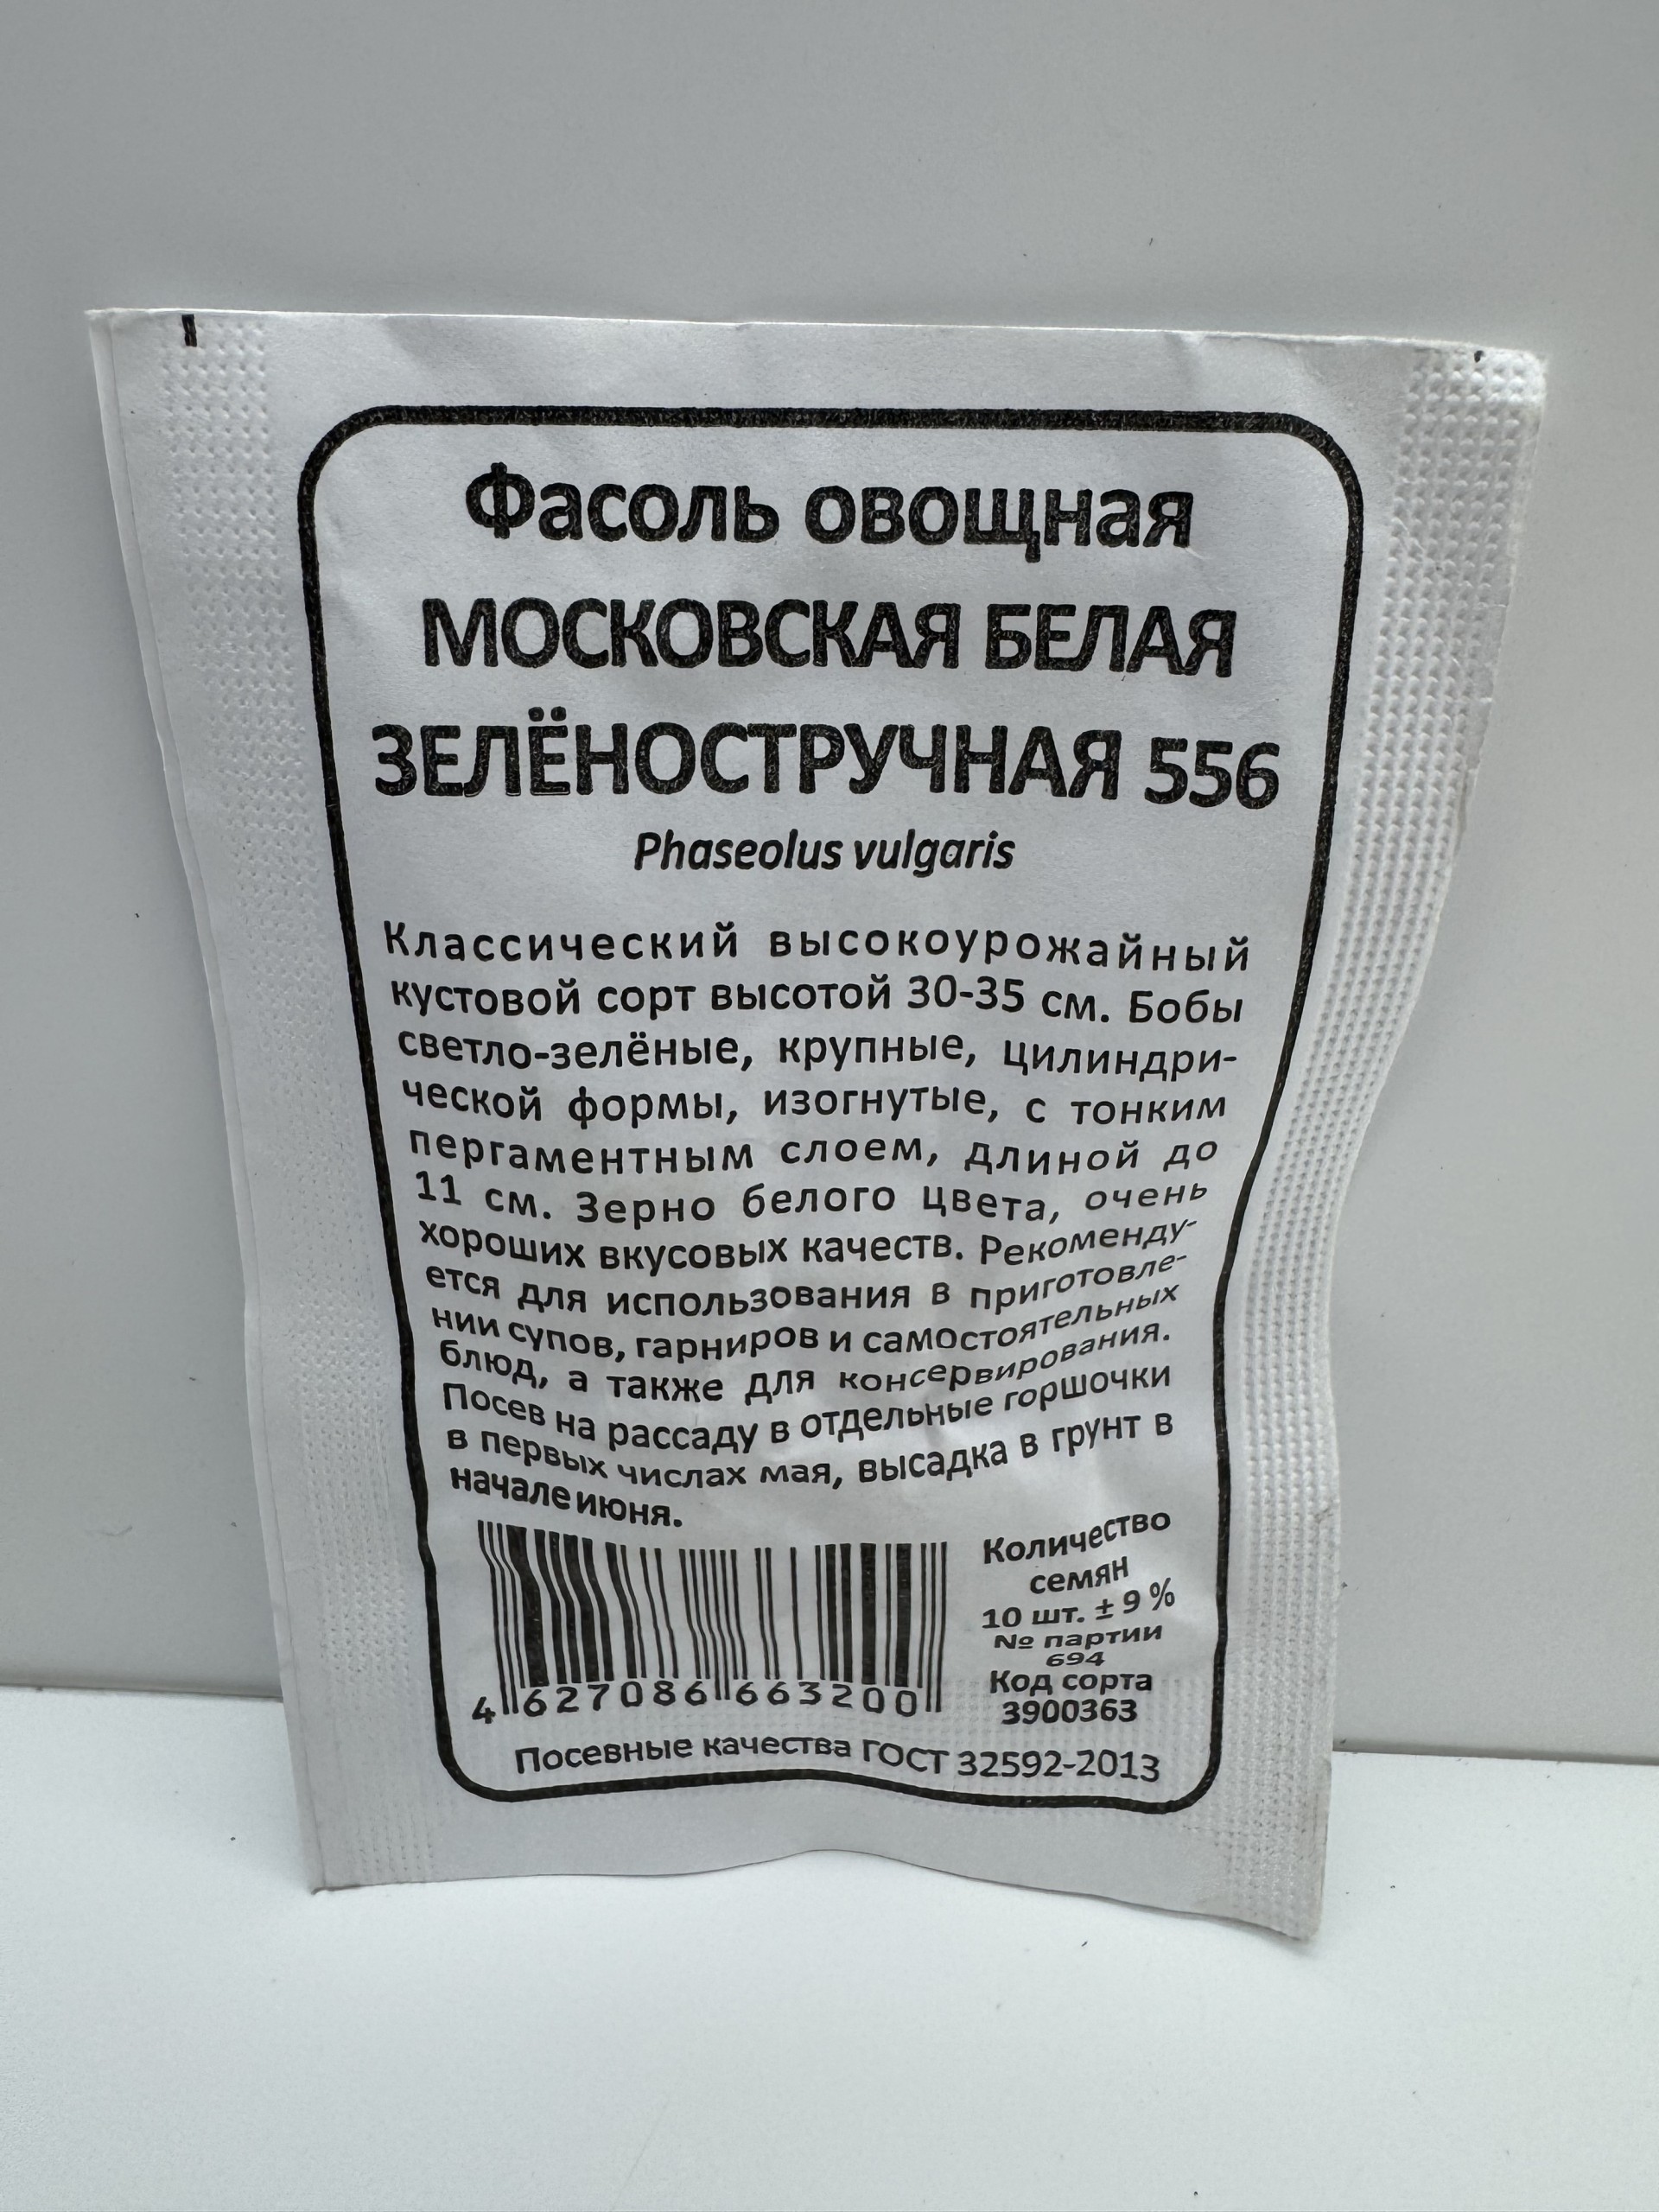 Фасоль овощная
МОСКОВСКАЯ БЕЛАЯ
ЗЕЛЁНОСТРУЧНАЯ 556
Phaseolus vulgaris
Классический высокоурожайный
кустовой сорт высотой 30-35 см. Бобы
светло-зелёные, крупные, цилиндри-
ческой формы, изогнутые, с тонким
пергаментным слоем, длиной до
11 см. Зерно белого цвета, очень
хороших вкусовых качеств. Рекоменду-
ется для использования в приготовле-
нии супов, гарниров и самостоятельных
блюд, а также для консервирования.
Посев на рассаду в отдельные горшочки
в первых числах мая, высадка в грунт в
начале июня.
Количество
семян
10 шт. ± 9 %
№ партии
694
Код сорта
3900363
4 627086 663200
Посевные качества ГОСТ 32592-2013